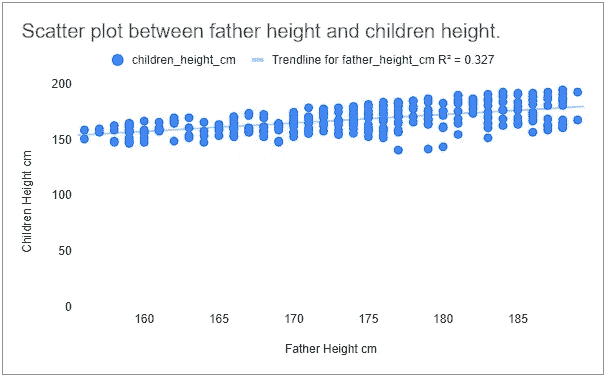 Scatter plot between father height and children height.
children_height_cm Trendline for father_height_cm R² = 0.327
200
150
100
50
0
Children Height cm
160 165 170 175 180 185
Father Height cm